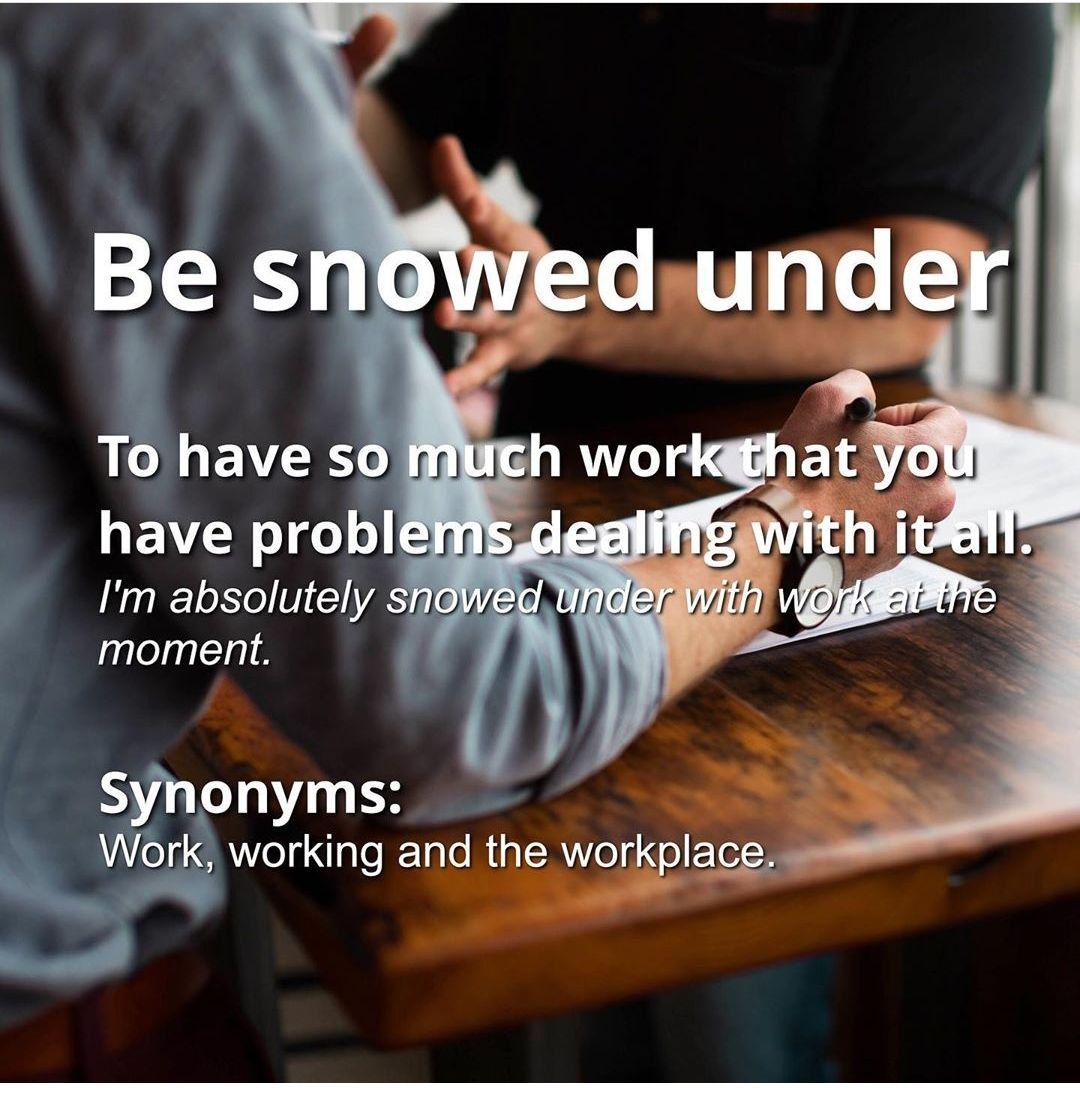 Be snowed under
To have so much work that you
have problems dealing with it all.
I'm absolutely snowed under with work at the
moment.
Synonyms:
Work, working and the workplace.